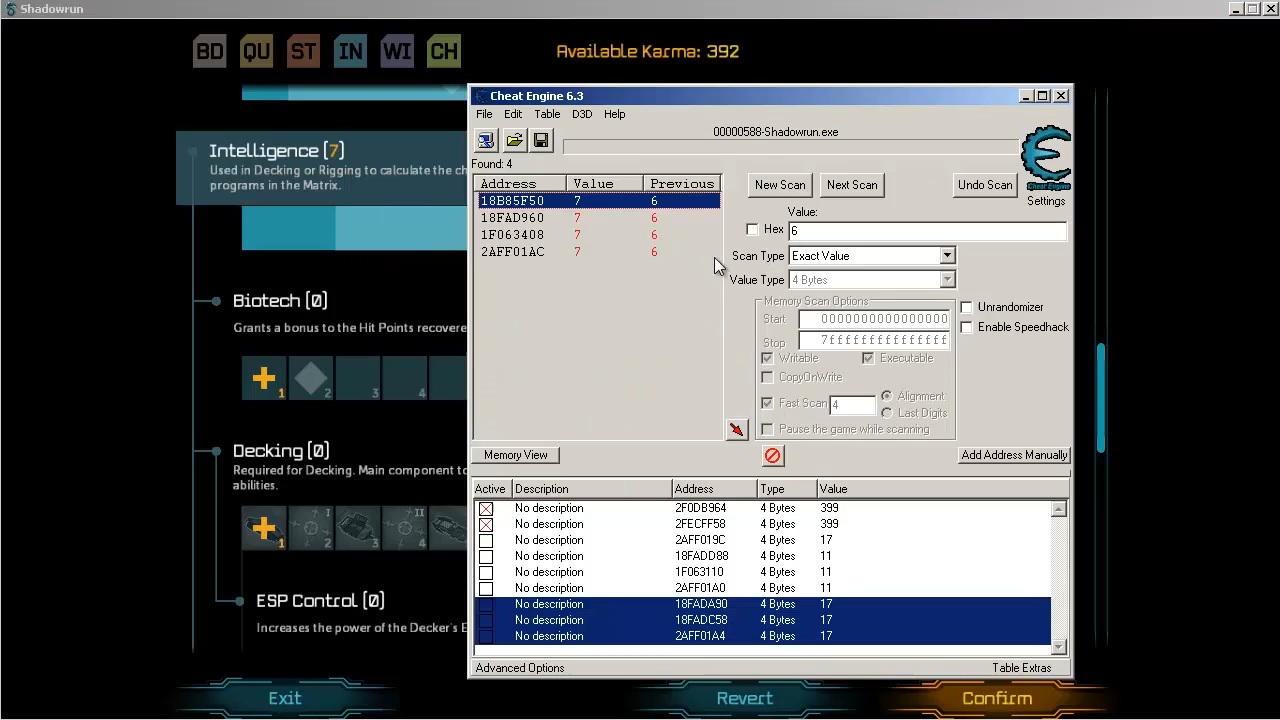 Shadowrun
BD QU ST IN WI CH
Available Karma: 392
Intelligence (7)
Used in Decking or Rigging to calculate the ch
programs in the Matrix.
Biotech (0)
Grants a bonus to the Hit Points recovere
1 2 3 4
Decking (0)
Required for Decking. Main component to
abilities.
I II
1 2 3 4
ESP Control (0)
Increases the power of the Decker's E
Exit
Revert
Confirm
Cheat Engine 6.3
File Edit Table D3D Help
00000588-Shadowrun.exe
Found: 4
Address Value Previous
18B85F50 7 6
18FAD960 7 6
1F063408 7 6
2AFF01AC 7 6
New Scan Next Scan Undo Scan
Cheat Engine
Settings
Value:
Hex 6
Scan Type Exact Value
Value Type 4 Bytes
Memory Scan Options
Start 0000000000000000
Stop 7fffffffffffffff
Writable Executable
CopyOnWrite
Fast Scan 4 Alignment
Last Digits
Pause the game while scanning
Unrandomizer
Enable Speedhack
Memory View
Add Address Manually
Active Description Address Type Value
No description 2F0DB964 4 Bytes 399
No description 2FECFF58 4 Bytes 399
No description 2AFF019C 4 Bytes 17
No description 18FADD88 4 Bytes 11
No description 1F063110 4 Bytes 11
No description 2AFF01A0 4 Bytes 11
No description 18FADA90 4 Bytes 17
No description 18FADC58 4 Bytes 17
No description 2AFF01A4 4 Bytes 17
Advanced Options
Table Extras